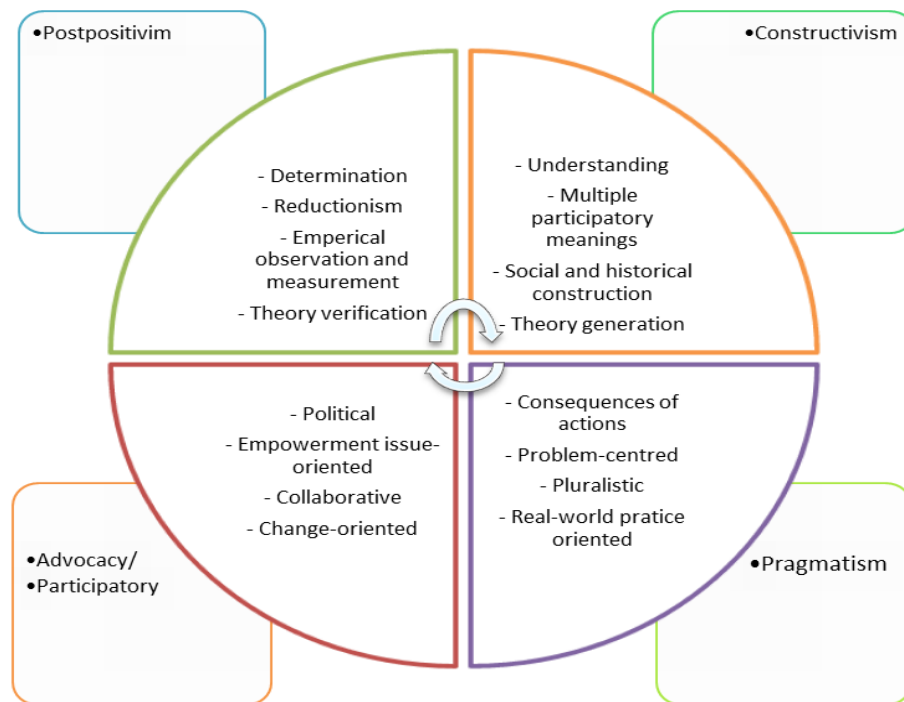 •Postpositivim
- Determination
- Reductionism
- Emperical
observation and
measurement
- Theory verification
•Constructivism
- Understanding
- Multiple
participatory
meanings
- Social and historical
construction
- Theory generation
•Advocacy/
•Participatory
- Political
- Empowerment issue-
oriented
- Collaborative
- Change-oriented
- Consequences of
actions
- Problem-centred
- Pluralistic
- Real-world pratice
oriented
•Pragmatism